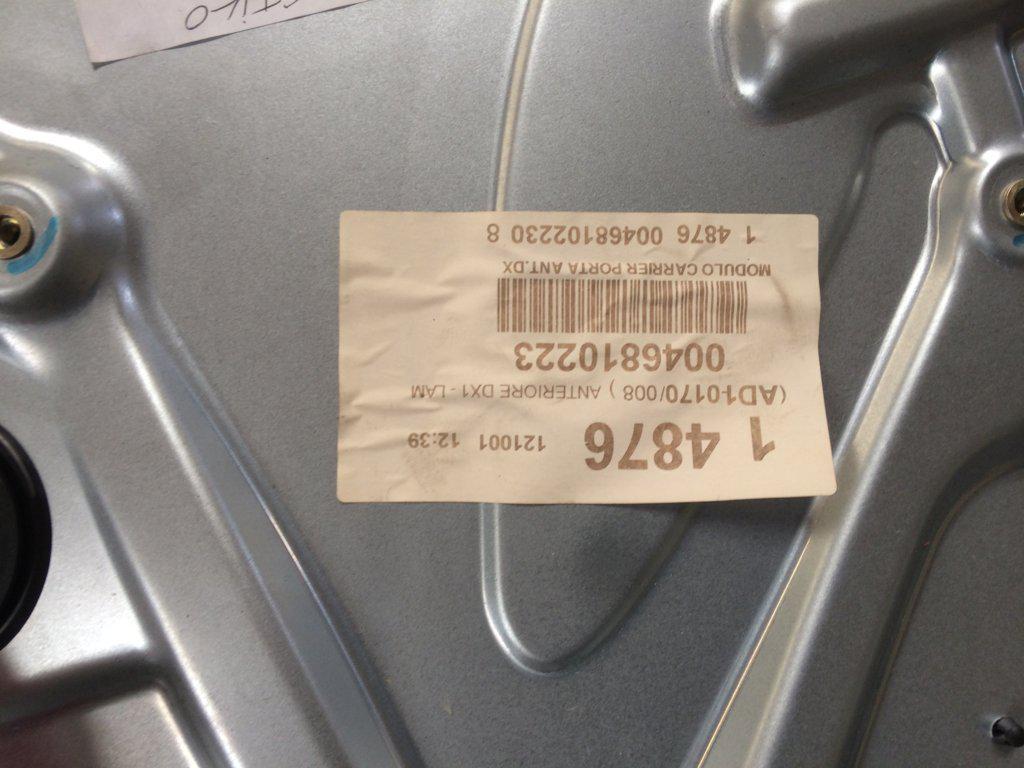 1 4876 121001 12:39
(AD1-0170/008 ) ANTERIORE DX1 - LAM
0046810223
MODULO CARRIER PORTA ANT.DX
1 4876 00468102230 8